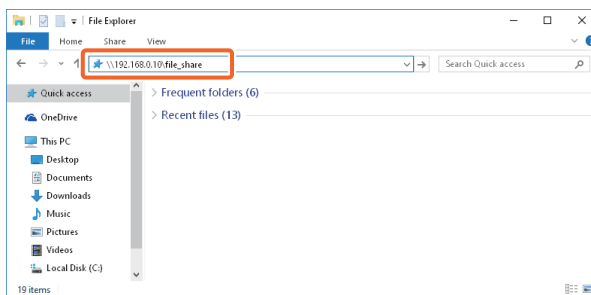 File Explorer
File Home Share View
\\192.168.0.10\file_share
Search Quick access
Quick access
Frequent folders (6)
OneDrive
Recent files (13)
This PC
Desktop
Documents
Downloads
Music
Pictures
Videos
Local Disk (C:)
19 items